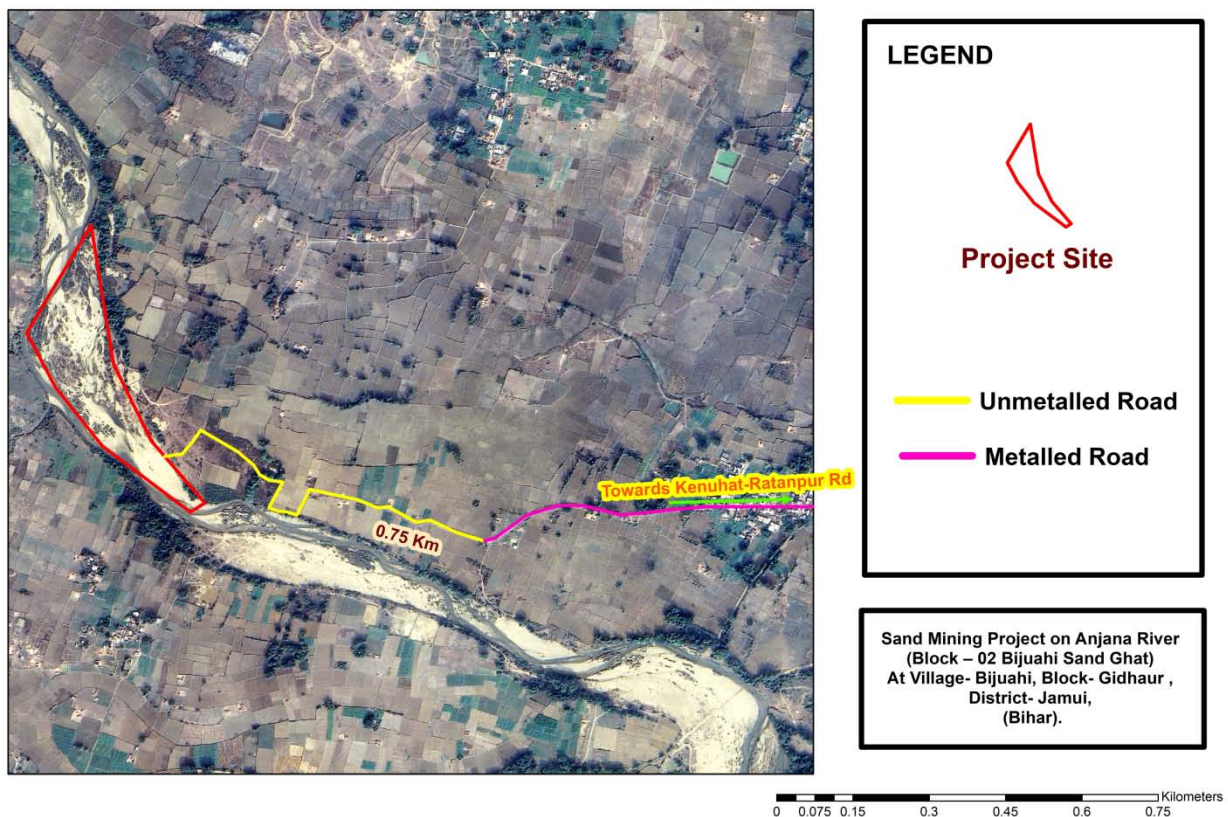 LEGEND
Project Site
Unmetalled Road
Metalled Road
Towards Kenuhat-Ratanpur Rd
0.75 Km
Sand Mining Project on Anjana River
(Block – 02 Bijuahi Sand Ghat)
At Village- Bijuahi, Block- Gidhaur ,
District- Jamui,
(Bihar).
Kilometers
0 0.075 0.15 0.3 0.45 0.6 0.75